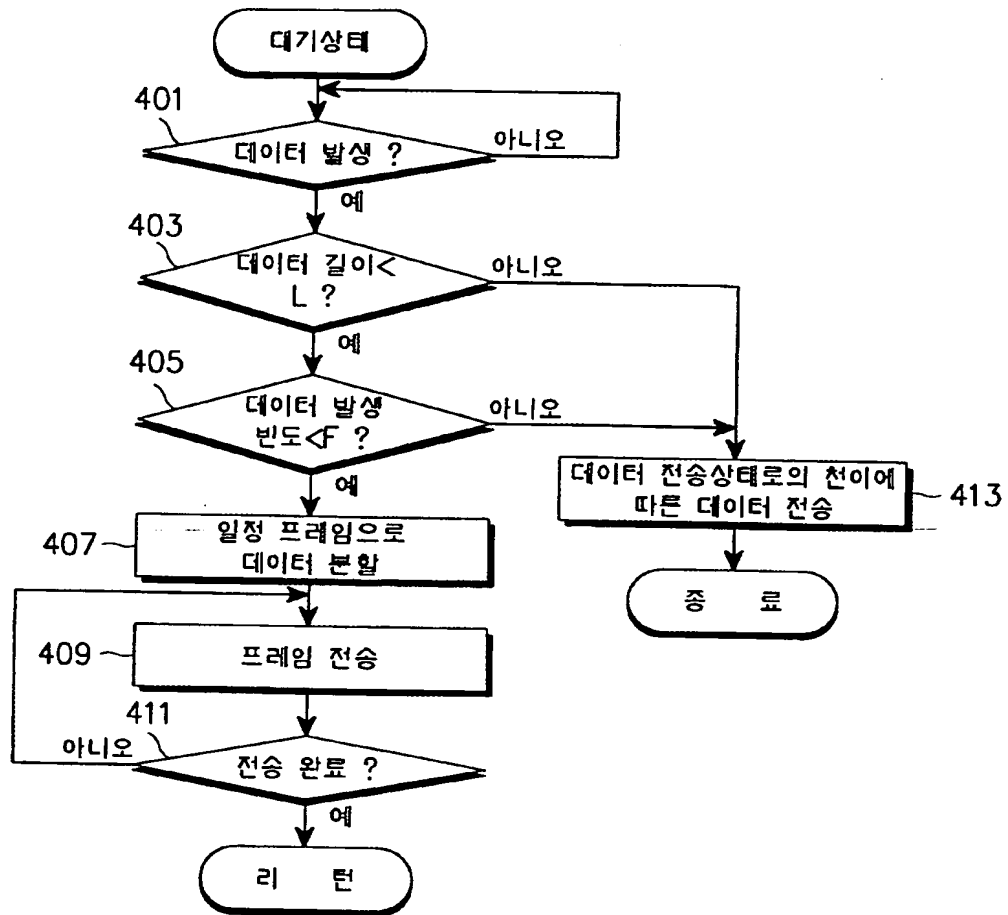 대기상태
401
데이터 발생 ?
아니오
예
403
데이터 길이<
L ?
아니오
예
405
데이터 발생
빈도<F ?
아니오
예
데이터 전송상태로의 천이에
따른 데이터 전송
413
407
일정 프레임으로
데이터 분할
종 료
409
프레임 전송
411
아니오
전송 완료 ?
예
리 턴